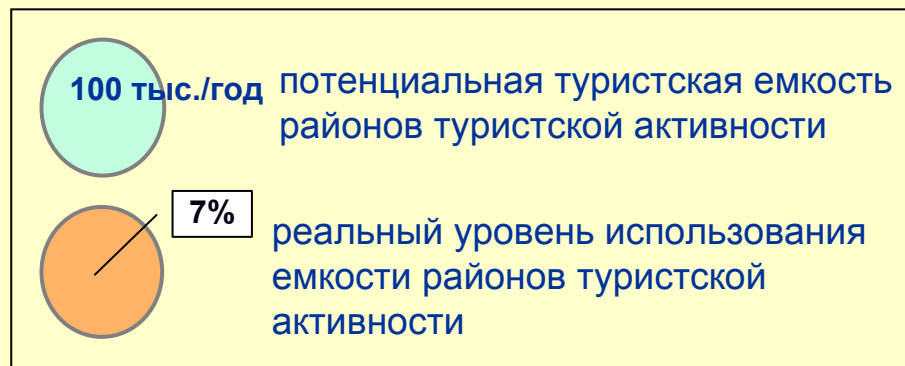 100 тыс./год
потенциальная туристская емкость
районов туристской активности
7%
реальный уровень использования
емкости районов туристской
активности